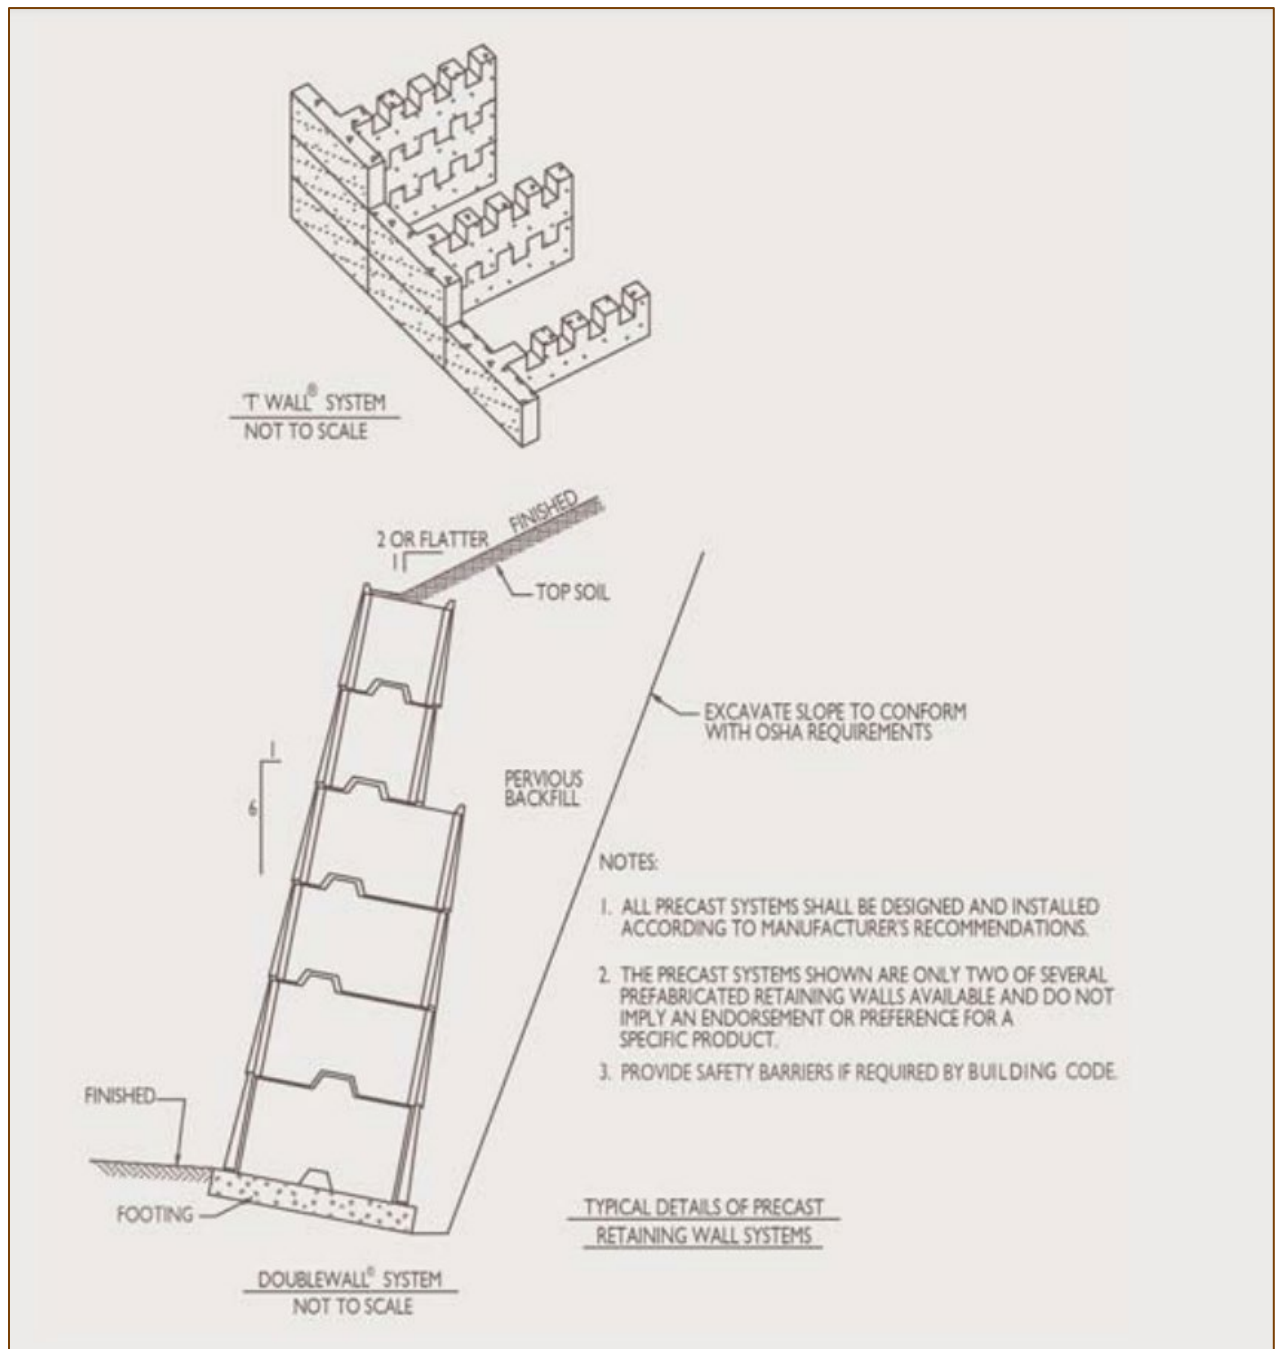 'T' WALL® SYSTEM
NOT TO SCALE
FINISHED
2 OR FLATTER
1
TOP SOIL
EXCAVATE SLOPE TO CONFORM
WITH OSHA REQUIREMENTS
1
6
PERVIOUS
BACKFILL
NOTES:
1. ALL PRECAST SYSTEMS SHALL BE DESIGNED AND INSTALLED
ACCORDING TO MANUFACTURER'S RECOMMENDATIONS.
2. THE PRECAST SYSTEMS SHOWN ARE ONLY TWO OF SEVERAL
PREFABRICATED RETAINING WALLS AVAILABLE AND DO NOT
IMPLY AN ENDORSEMENT OR PREFERENCE FOR A
SPECIFIC PRODUCT.
3. PROVIDE SAFETY BARRIERS IF REQUIRED BY BUILDING CODE.
FINISHED
FOOTING
TYPICAL DETAILS OF PRECAST
RETAINING WALL SYSTEMS
DOUBLEWALL® SYSTEM
NOT TO SCALE